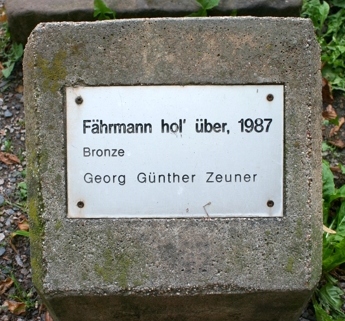 Fährmann hol' über, 1987
Bronze
Georg Günther Zeuner